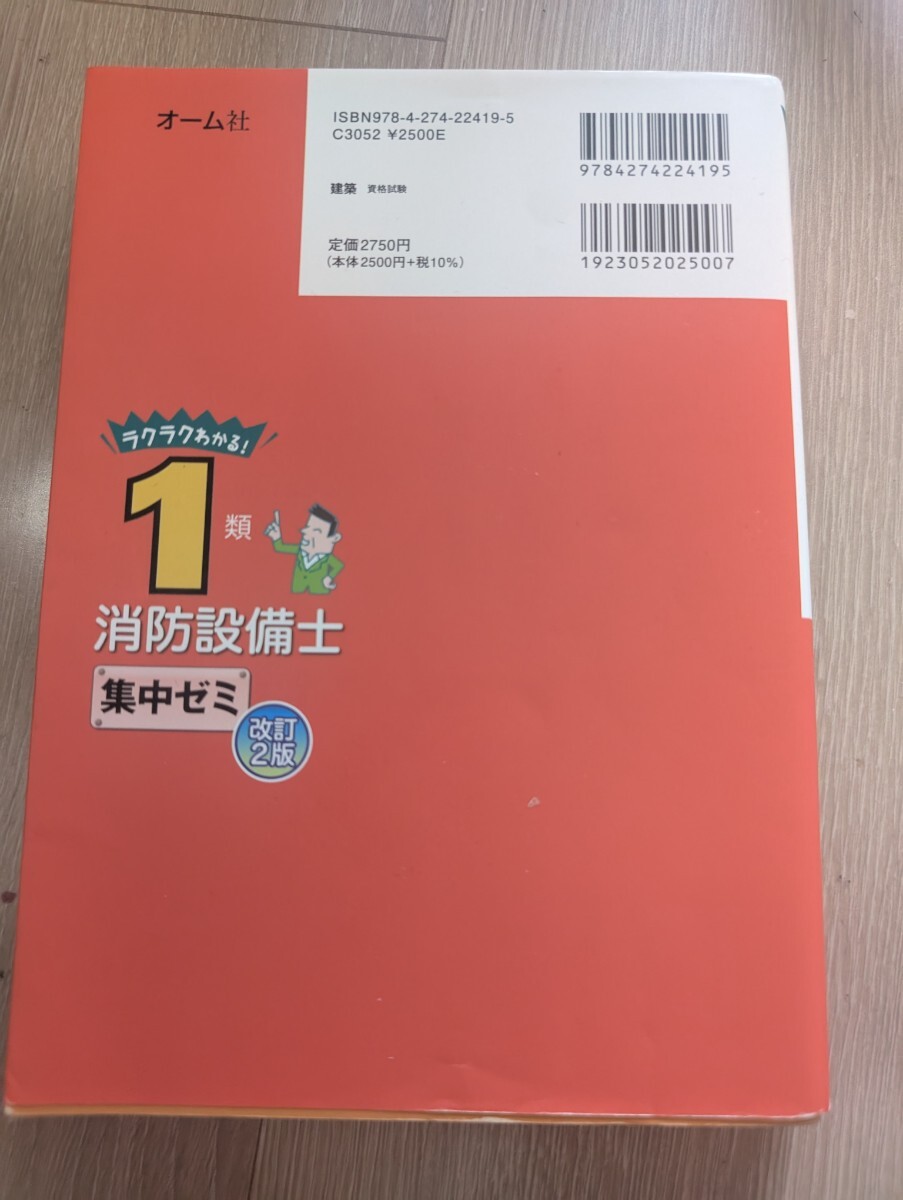 オーム社
ISBN978-4-274-22419-5
C3052 ¥2500E
9784274224195
建築 資格試験
定価2750円
(本体2500円+税10%)
1923052025007
ラクラクわかる!
1類
消防設備士
集中ゼミ
改訂
2版